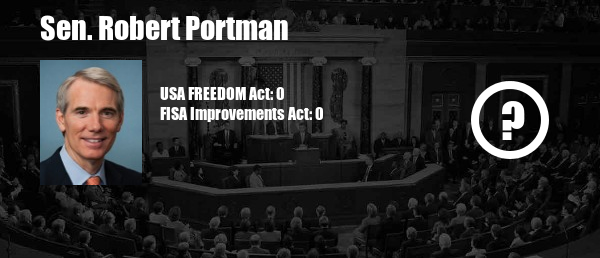 Sen. Robert Portman
USA FREEDOM Act: 0
FISA Improvements Act: 0
?